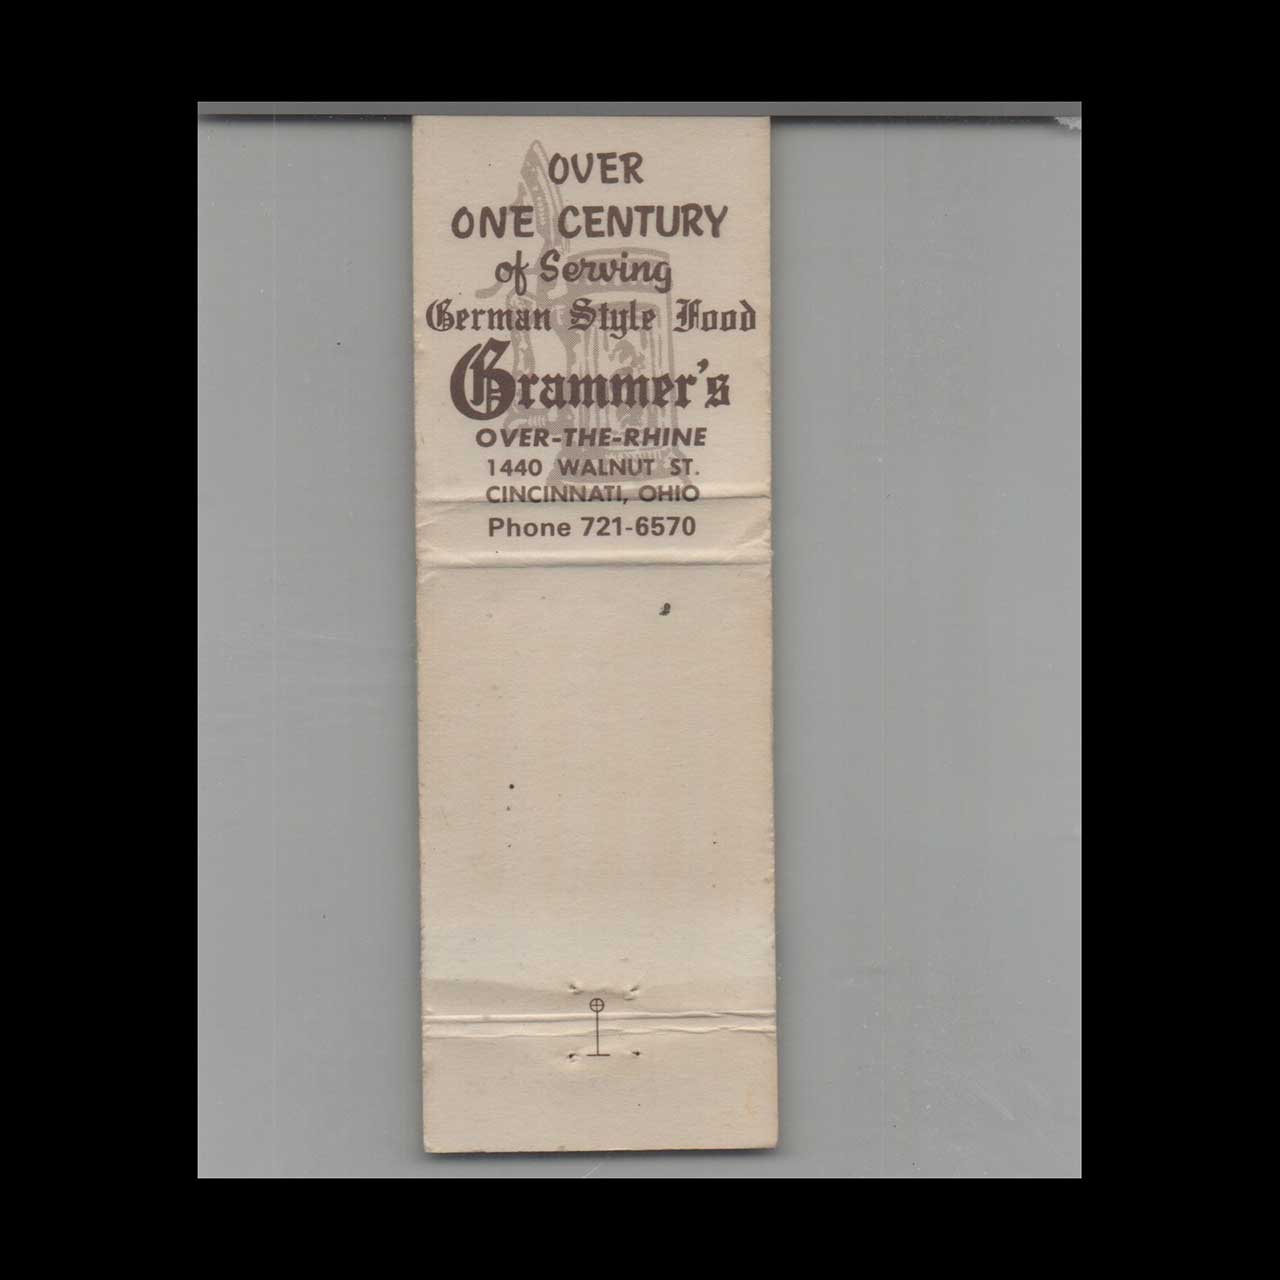 OVER
ONE CENTURY
of Serving
German Style Food
Grammer's
OVER-THE-RHINE
1440 WALNUT ST.
CINCINNATI, OHIO
Phone 721-6570